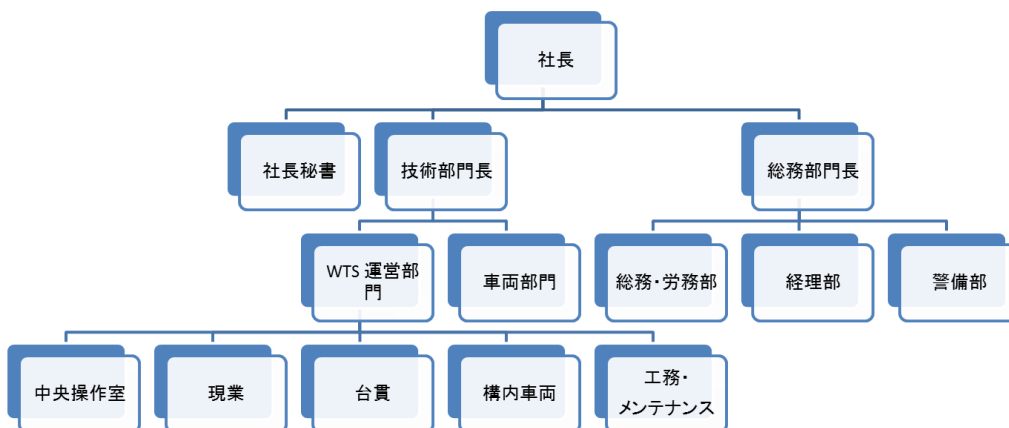 社長
社長秘書
技術部門長
総務部門長
WTS 運営部
門
車両部門
総務・労務部
経理部
警備部
中央操作室
現業
台貫
構内車両
工務・
メンテナンス